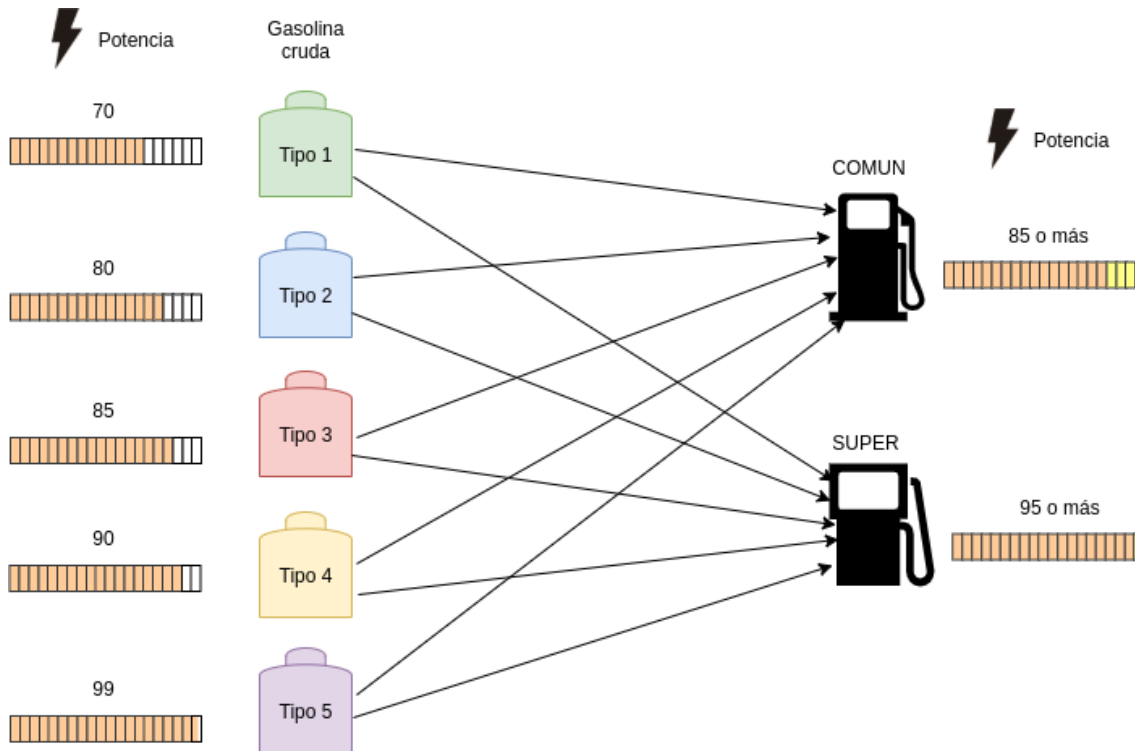 Potencia
Gasolina
cruda
70
Tipo 1
80
Tipo 2
85
Tipo 3
90
Tipo 4
99
Tipo 5
COMUN
Potencia
85 o más
SUPER
95 o más